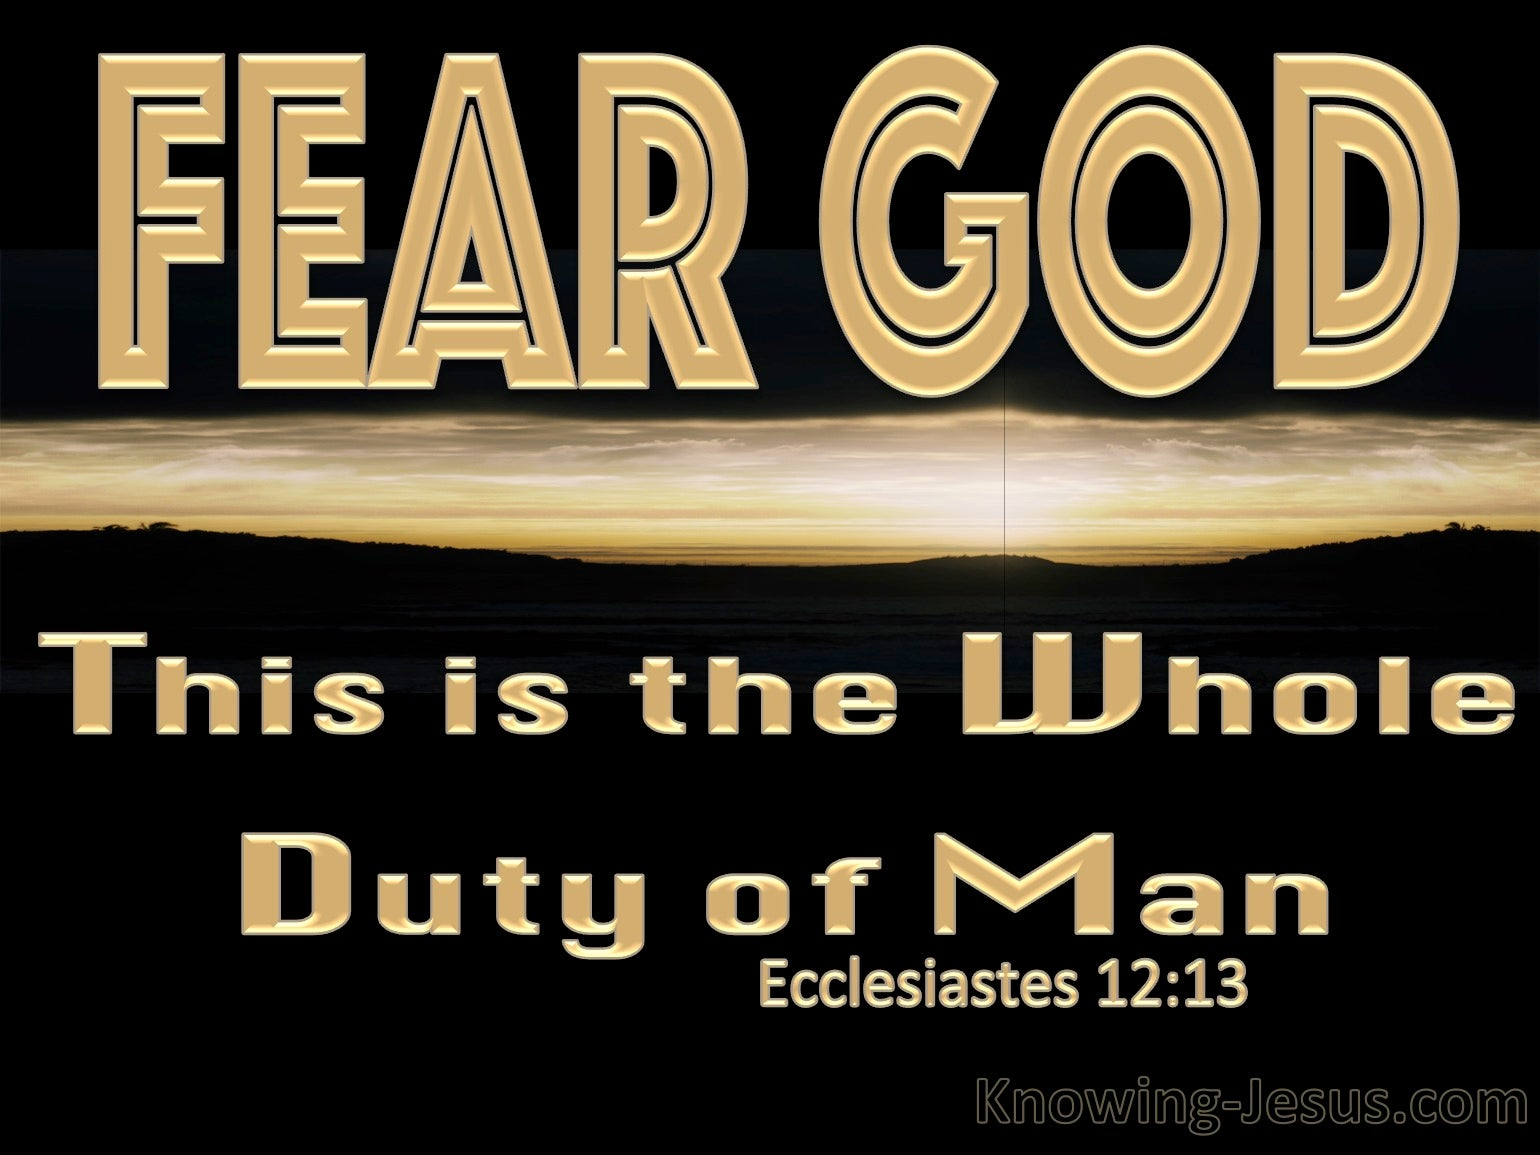 FEAR GOD
This is the Whole
Duty of Man
Ecclesiastes 12:13
Knowing-Jesus.com